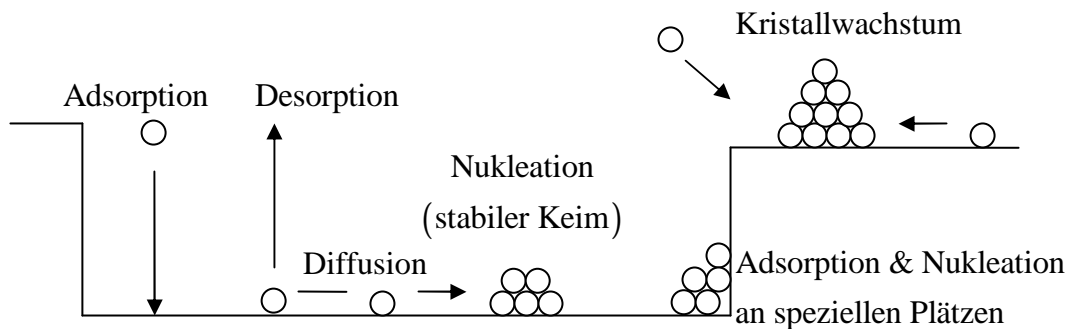 Kristallwachstum
Adsorption
Desorption
Nukleation
(stabiler Keim)
Diffusion
Adsorption & Nukleation
an speziellen Plätzen